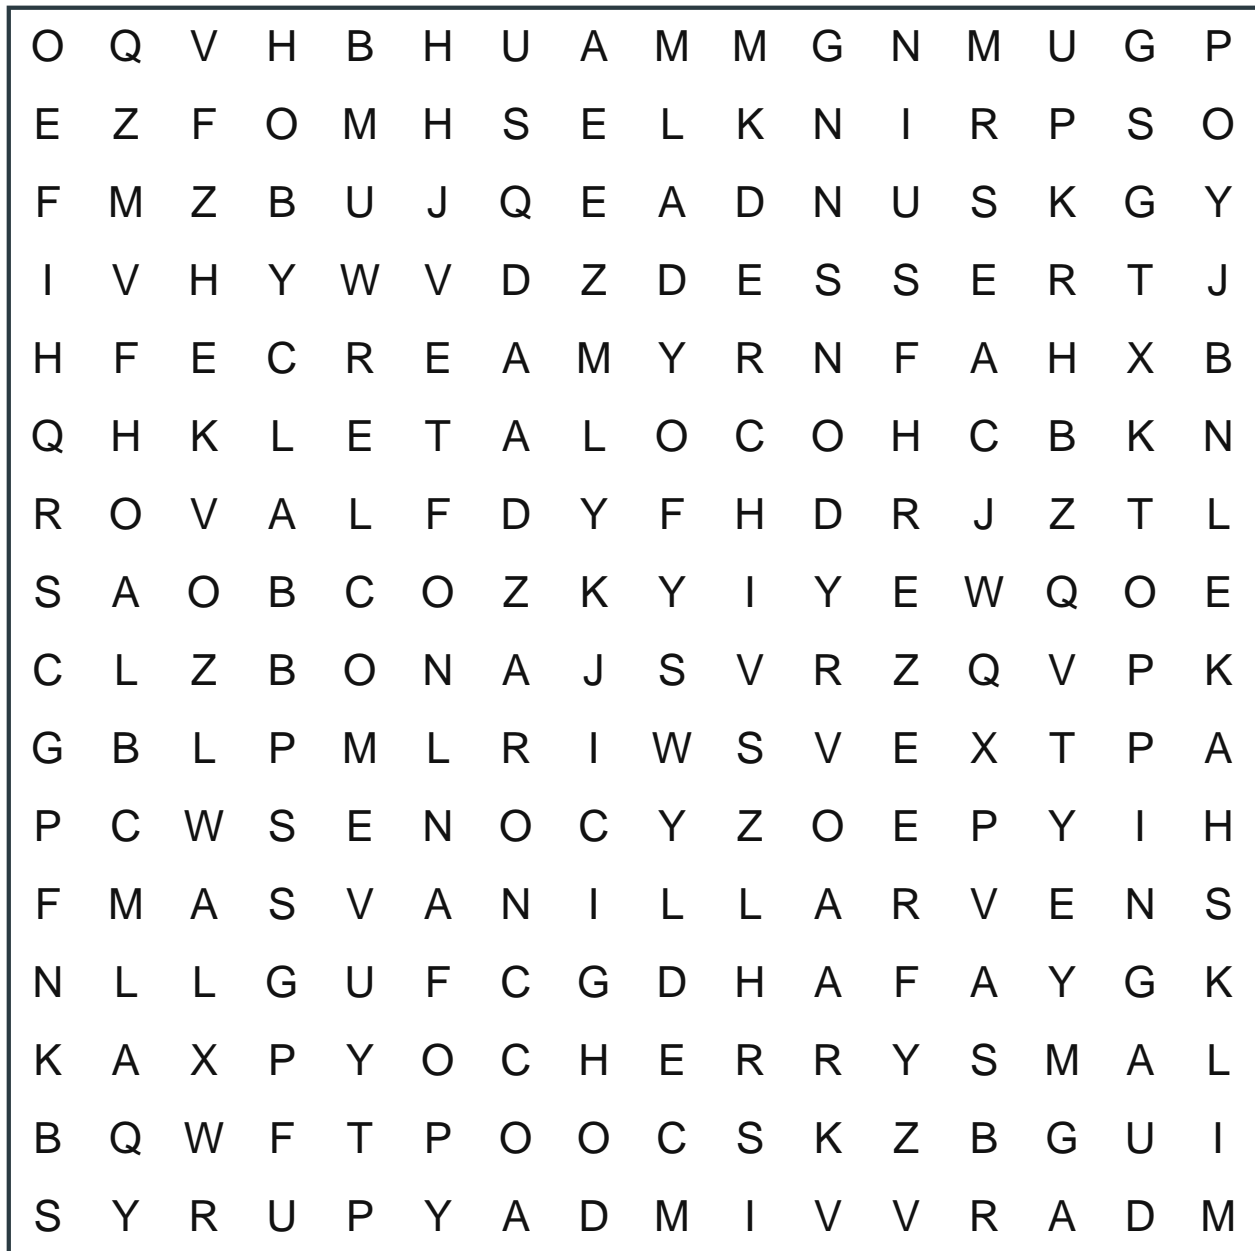 O Q V H B H U A M M G N M U G P
E Z F O M H S E L K N I R P S O
F M Z B U J Q E A D N U S K G Y
I V H Y W V D Z D E S S E R T J
H F E C R E A M Y R N F A H X B
Q H K L E T A L O C O H C B K N
R O V A L F D Y F H D R J Z T L
S A O B C O Z K Y I Y E W Q O E
C L Z B O N A J S V R Z Q V P K
G B L P M L R I W S V E X T P A
P C W S E N O C Y Z O E P Y I H
F M A S V A N I L L A R V E N S
N L L G U F C G D H A F A Y G K
K A X P Y O C H E R R Y S M A L
B Q W F T P O O C S K Z B G U I
S Y R U P Y A D M I V V R A D M